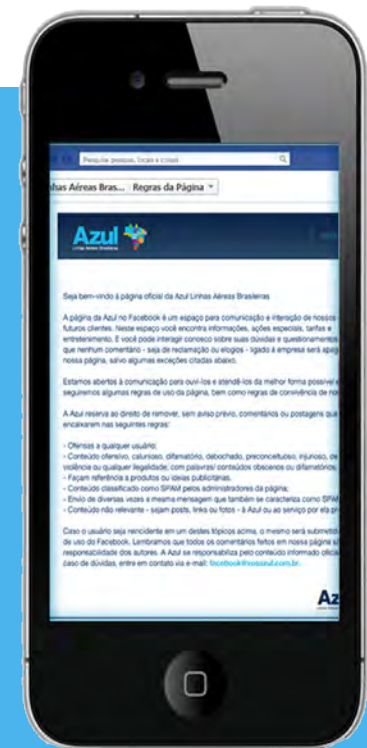 Pesquise pessoas, locais e coisas
has Aéreas Bras... Regras da Página
Azul
Linhas Aéreas Brasileiras
Seja bem-vindo à página oficial da Azul Linhas Aéreas Brasileiras
A página da Azul no Facebook é um espaço para comunicação e interação de nossos
futuros clientes. Neste espaço você encontra informações, ações especiais, tarifas e
entretenimento. E você pode interagir conosco sobre suas dúvidas e questionamentos
que nenhum comentário - seja de reclamação ou elogios - ligado à empresa será apag
nossa página, salvo algumas exceções citadas abaixo.
Estamos abertos à comunicação para ouvi-los e atendê-los da melhor forma possível e
seguiremos algumas regras de uso da página, bem como regras de convivência de no
A Azul reserva ao direito de remover, sem aviso prévio, comentários ou postagens que
encaixarem nas seguintes regras:
- Ofensas a qualquer usuário;
- Conteúdo ofensivo, calunioso, difamatório, debochado, preconceituoso, injurioso, de
violência ou qualquer ilegalidade, com palavras/ conteúdos obscenos ou difamatórios;
- Façam referência a produtos ou ideias publicitárias.
- Conteúdo classificado como SPAM pelos administradores da página;
- Envio de diversas vezes a mesma mensagem que também se caracteriza como SPAM
- Conteúdo não relevante - sejam posts, links ou fotos - à Azul ou ao serviço por ela pr
Caso o usuário seja reincidente em um destes tópicos acima, o mesmo será submetid
de uso do Facebook. Lembramos que todos os comentários feitos em nossa página s
responsabilidade dos autores. A Azul se responsabiliza pelo conteúdo informado oficia
caso de dúvidas, entre em contato via e-mail: facebook@voeazul.com.br.
Az